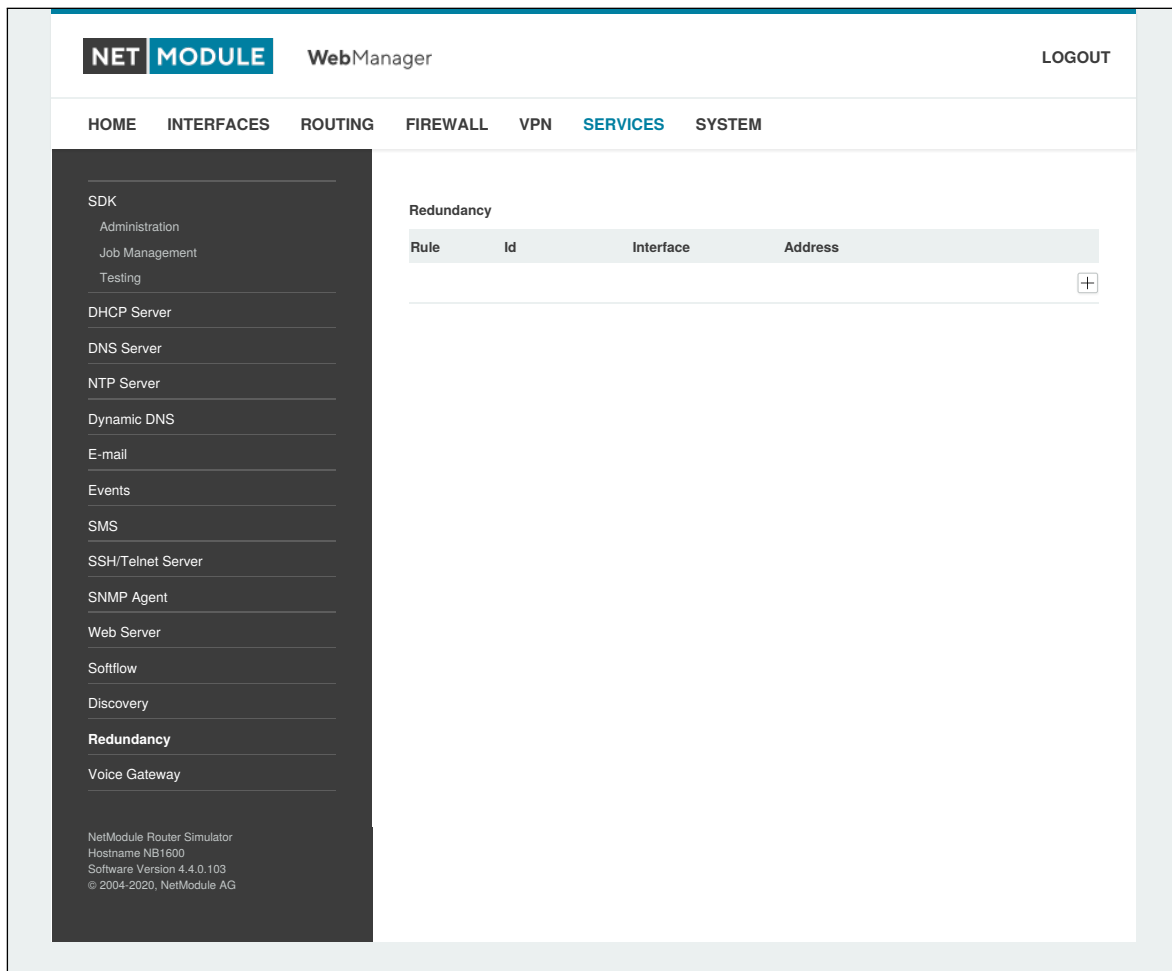 NET MODULE WebManager LOGOUT
HOME INTERFACES ROUTING FIREWALL VPN SERVICES SYSTEM
SDK
Administration
Job Management
Testing
DHCP Server
DNS Server
NTP Server
Dynamic DNS
E-mail
Events
SMS
SSH/Telnet Server
SNMP Agent
Web Server
Softflow
Discovery
Redundancy
Voice Gateway
NetModule Router Simulator
Hostname NB1600
Software Version 4.4.0.103
© 2004-2020, NetModule AG
Redundancy
Rule Id Interface Address